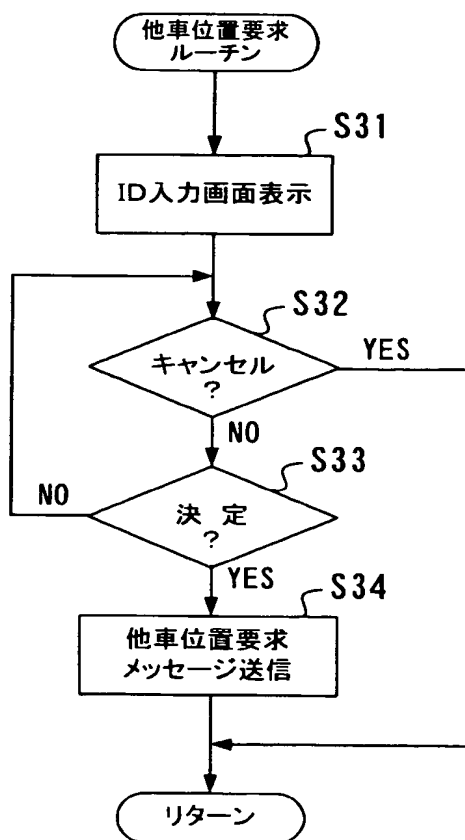 他車位置要求
ルーチン
S31
ID入力画面表示
S32
キャンセル
?
YES
NO
S33
決定
?
NO
YES
S34
他車位置要求
メッセージ送信
リターン